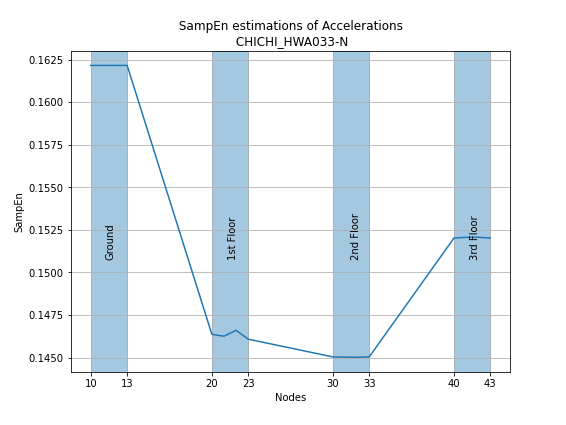 SampEn estimations of Accelerations
CHICHI_HWA033-N
SampEn
0.1625
0.1600
0.1575
0.1550
0.1525
0.1500
0.1475
0.1450
Ground
1st Floor
2nd Floor
3rd Floor
10 13 20 23 30 33 40 43
Nodes